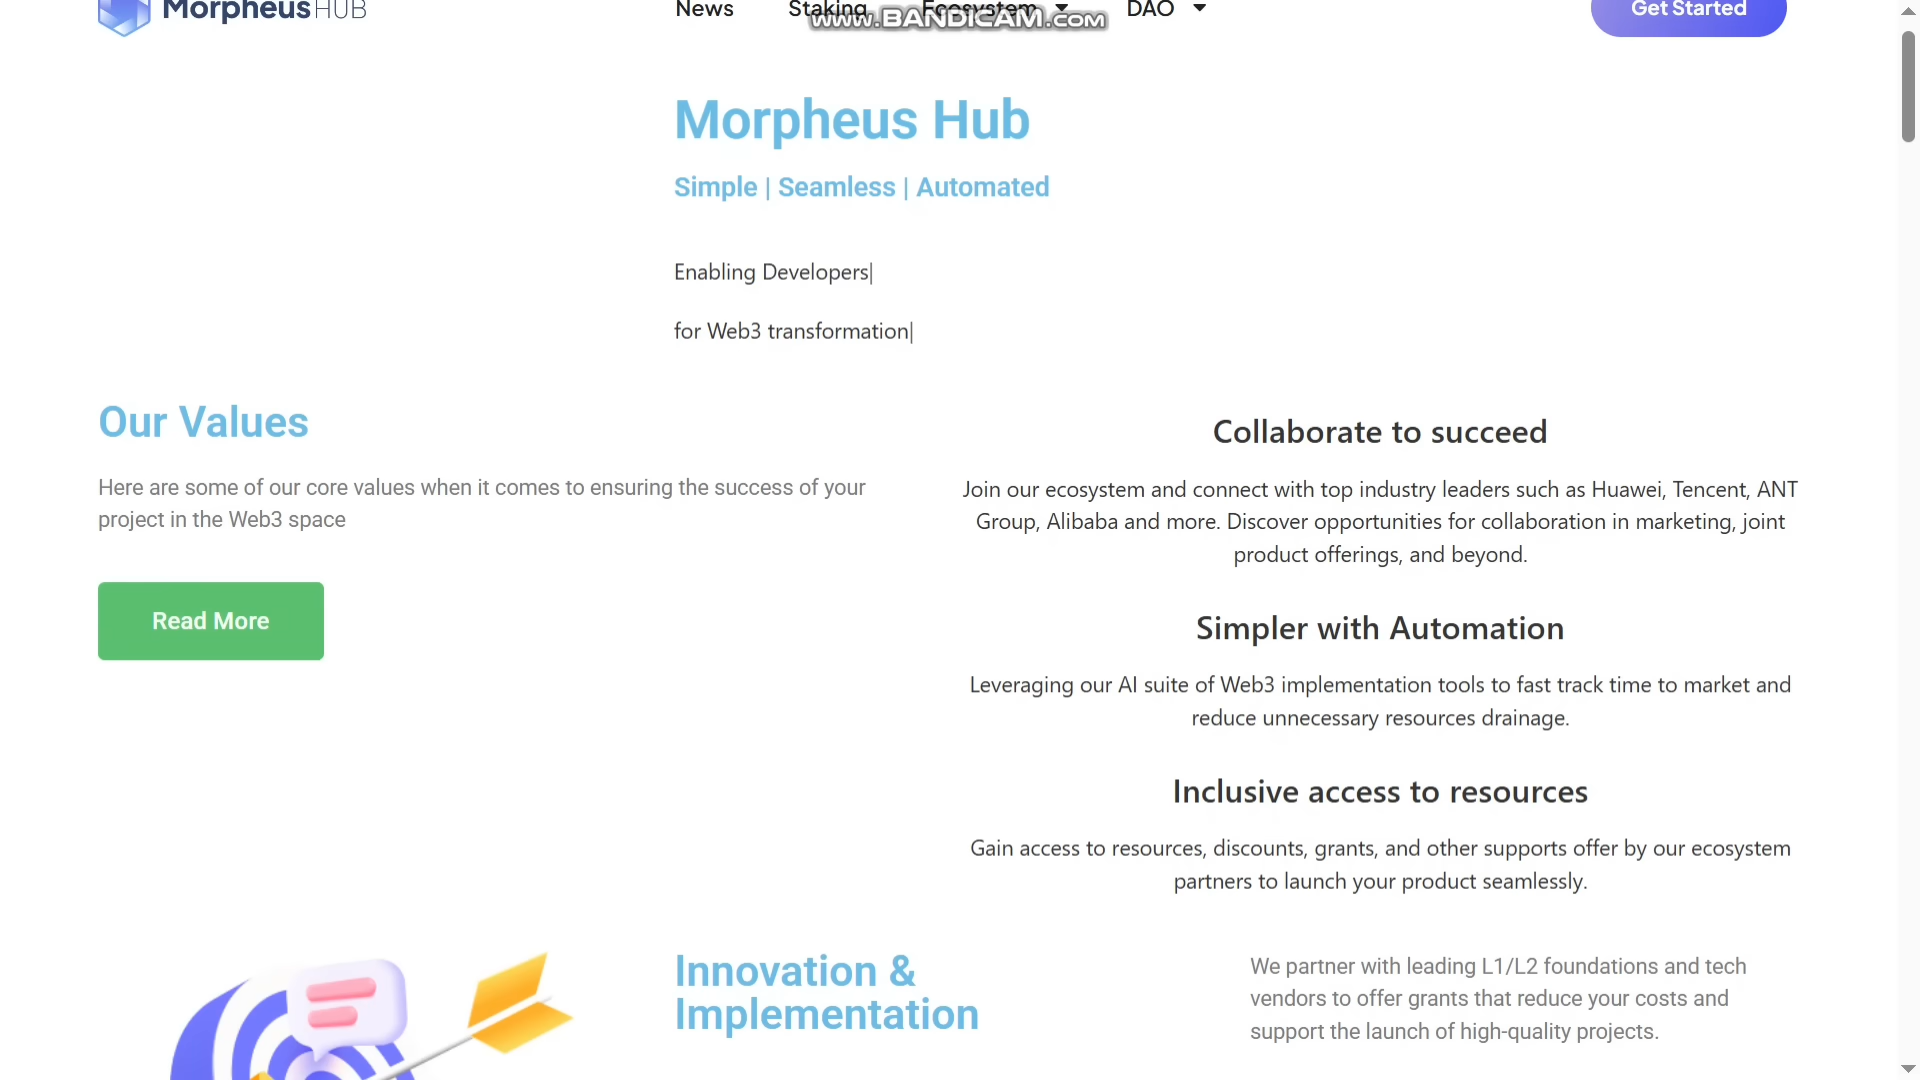 MorpheusHUB
News
Staking
Ecosystem
DAO
Get Started
www.BANDICAM.com
Morpheus Hub
Simple | Seamless | Automated
Enabling Developers|
for Web3 transformation|
Our Values
Here are some of our core values when it comes to ensuring the success of your
project in the Web3 space
Read More
Collaborate to succeed
Join our ecosystem and connect with top industry leaders such as Huawei, Tencent, ANT
Group, Alibaba and more. Discover opportunities for collaboration in marketing, joint
product offerings, and beyond.
Simpler with Automation
Leveraging our AI suite of Web3 implementation tools to fast track time to market and
reduce unnecessary resources drainage.
Inclusive access to resources
Gain access to resources, discounts, grants, and other supports offer by our ecosystem
partners to launch your product seamlessly.
Innovation &
Implementation
We partner with leading L1/L2 foundations and tech
vendors to offer grants that reduce your costs and
support the launch of high-quality projects.